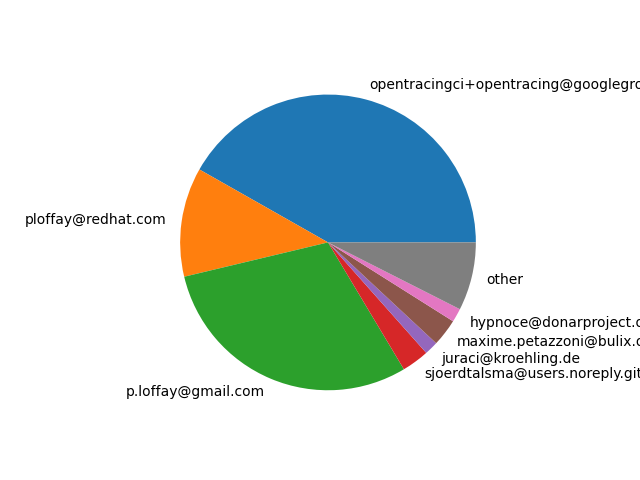 opentracingci+opentracing@googlegro
ploffay@redhat.com
other
hypnoce@donarproject.o
maxime.petazzoni@bulix.o
juraci@kroehling.de
sjoerdtalsma@users.noreply.git
p.loffay@gmail.com